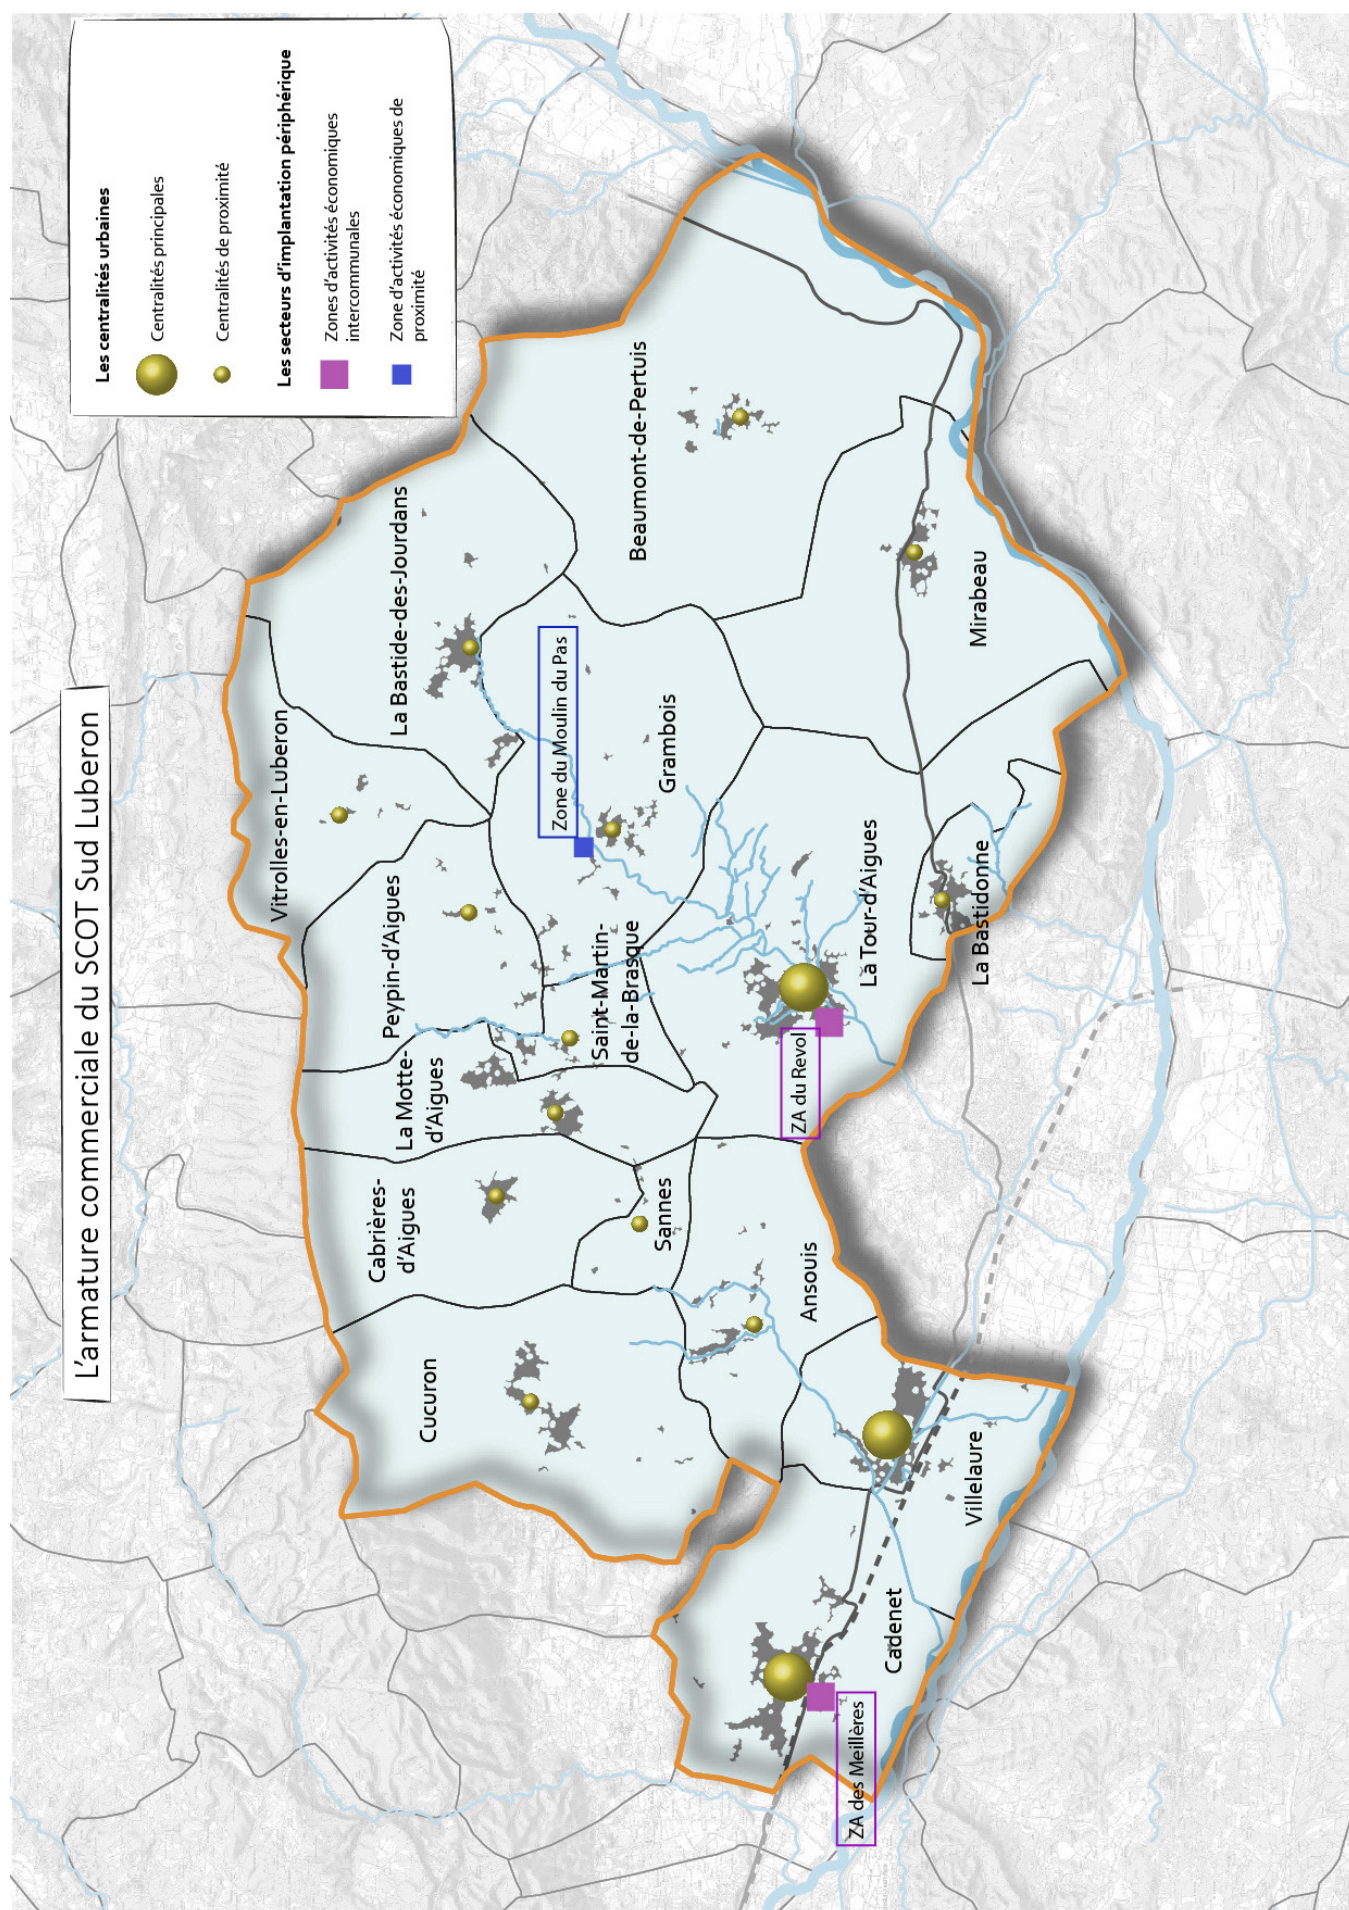 L'armature commerciale du SCOT Sud Luberon
Les centralités urbaines
Centralités principales
Centralités de proximité
Les secteurs d'implantation périphérique
Zones d'activités économiques
intercommunales
Zone d'activités économiques de
proximité
Vitrolles-en-Luberon
La Bastide-des-Jourdans
Peypin-d'Aigues
La Motte-
d'Aigues
Cabrières-
d'Aigues
Cucuron
Zone du Moulin du Pas
Beaumont-de-Pertuis
Grambois
Saint-Martin-
de-la-Brasque
Sannes
Ansouis
ZA du Revol
La Tour-d'Aigues
Mirabeau
La Bastidonne
Villelaure
Cadenet
ZA des Meillères